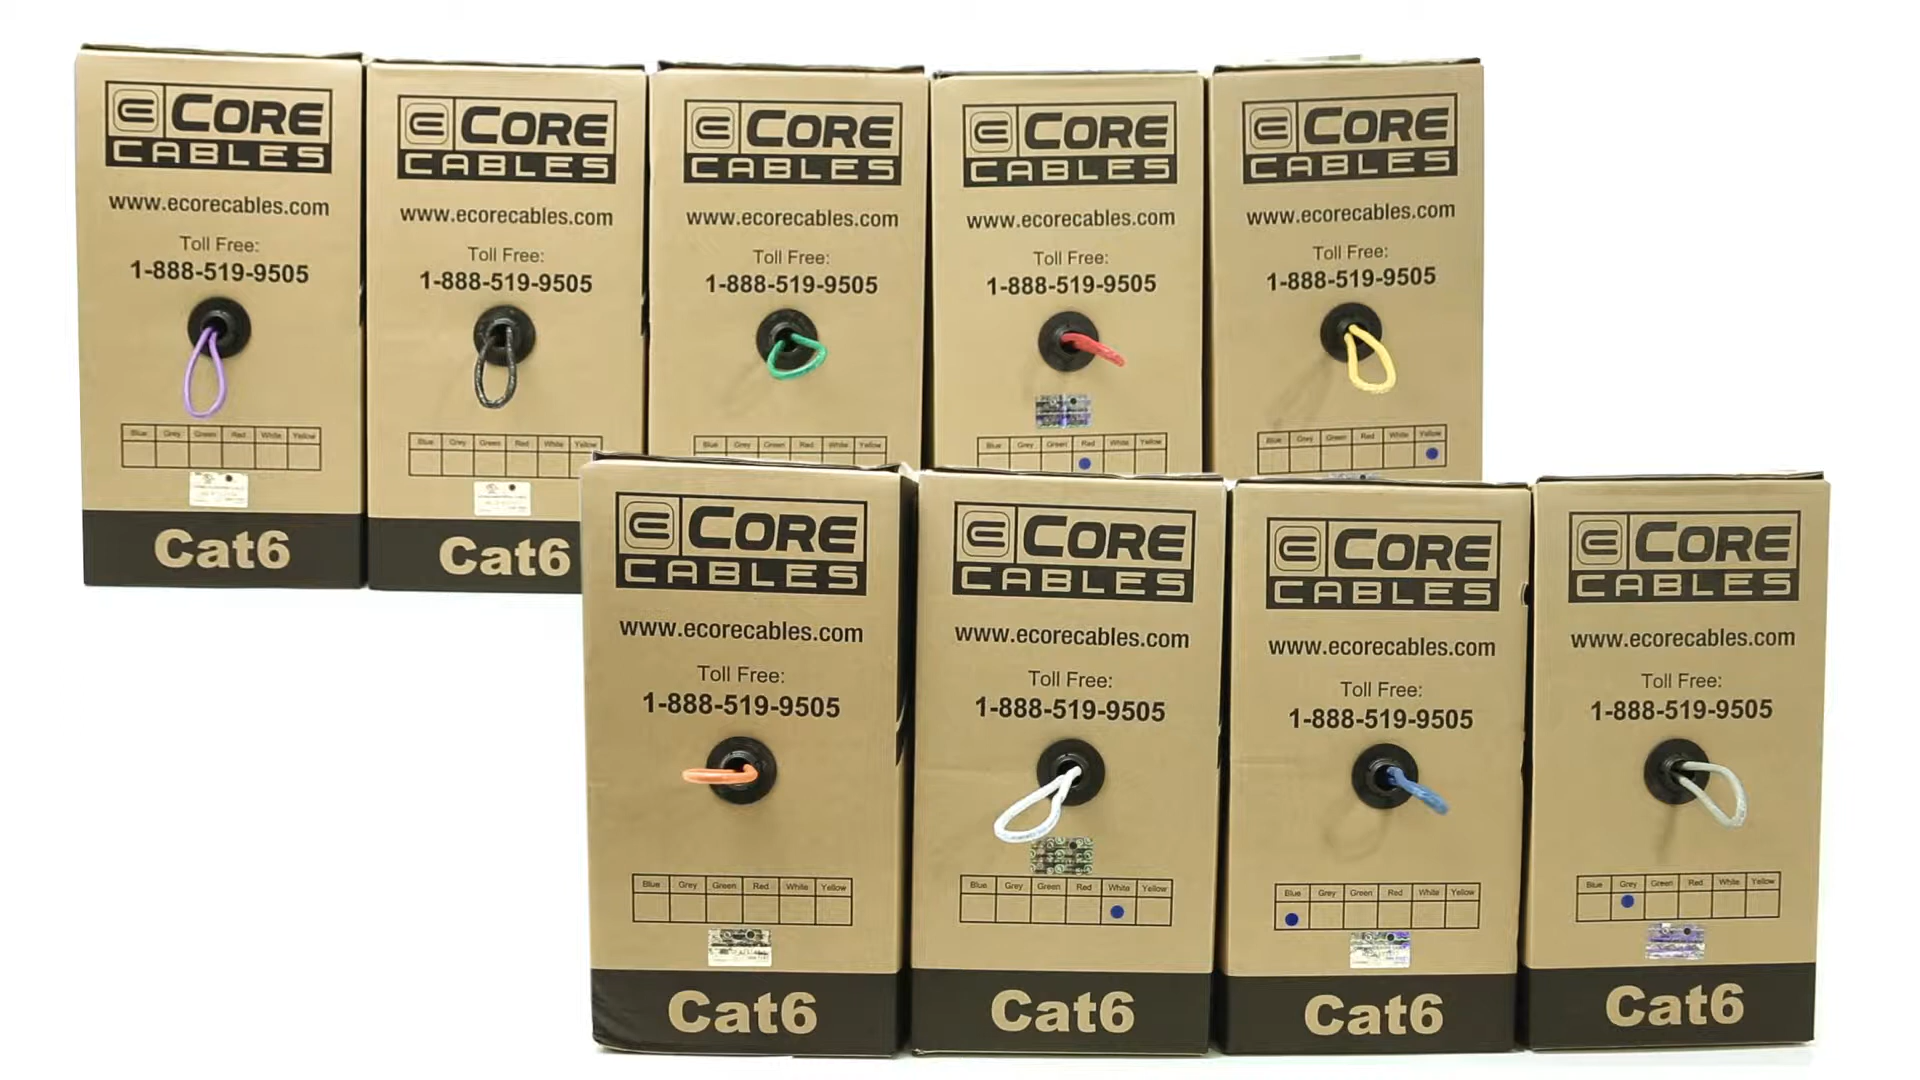 e CORE
CABLES
www.ecorecables.com
Toll Free:
1-888-519-9505
Blue Grey Green Red White Yellow
Cat6
e CORE
CABLES
www.ecorecables.com
Toll Free:
1-888-519-9505
Blue Grey Green Red White Yellow
Cat6
e CORE
CABLES
www.ecorecables.com
Toll Free:
1-888-519-9505
Blue Grey Green Red White Yellow
e CORE
CABLES
www.ecorecables.com
Toll Free:
1-888-519-9505
Blue Grey Green Red White Yellow
e CORE
CABLES
www.ecorecables.com
Toll Free:
1-888-519-9505
Blue Grey Green Red White Yellow
e CORE
CABLES
www.ecorecables.com
Toll Free:
1-888-519-9505
Blue Grey Green Red White Yellow
Cat6
e CORE
CABLES
www.ecorecables.com
Toll Free:
1-888-519-9505
Blue Grey Green Red White Yellow
Cat6
e CORE
CABLES
www.ecorecables.com
Toll Free:
1-888-519-9505
Blue Grey Green Red White Yellow
Cat6
e CORE
CABLES
www.ecorecables.com
Toll Free:
1-888-519-9505
Blue Grey Green Red White Yellow
Cat6